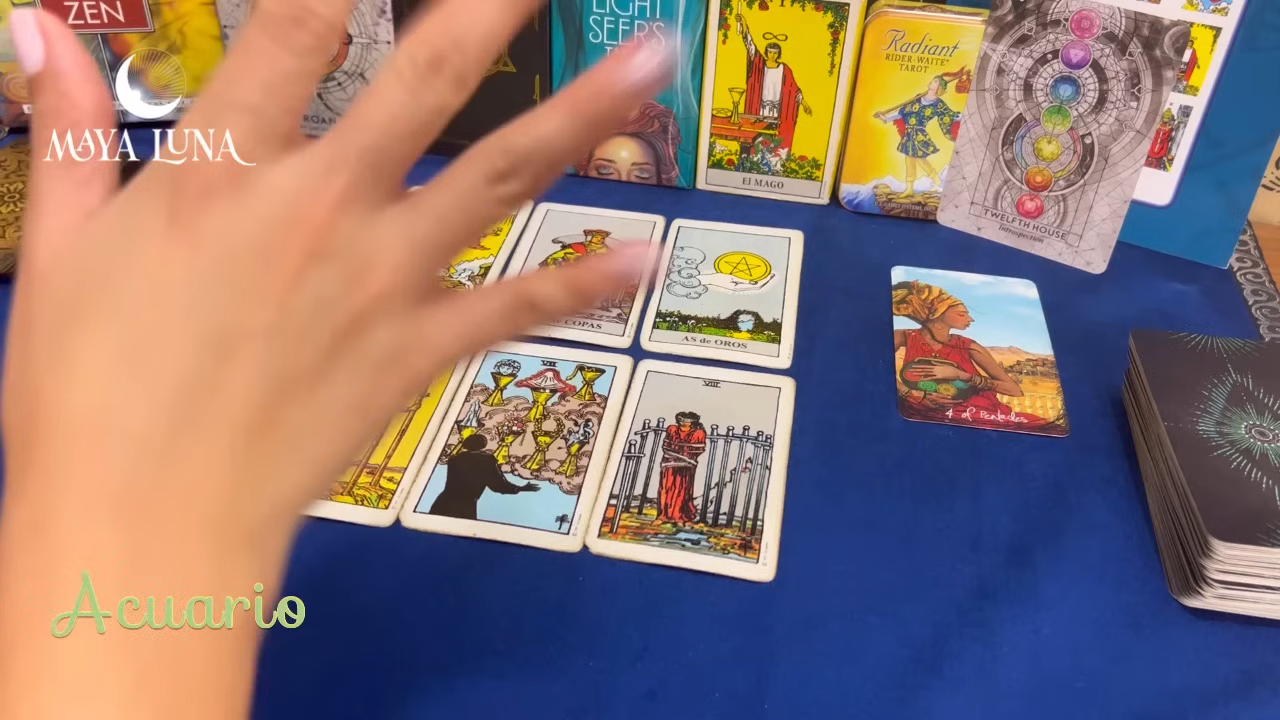 ZEN
MAYA LUNA
LIGHT
SEER'S
I
El MAGO
Radiant
RIDER-WAITE
TAROT
TWELFTH HOUSE
Introspection
COPAS
AS de OROS
VII
VIII
4 of Pentacles
Acuario